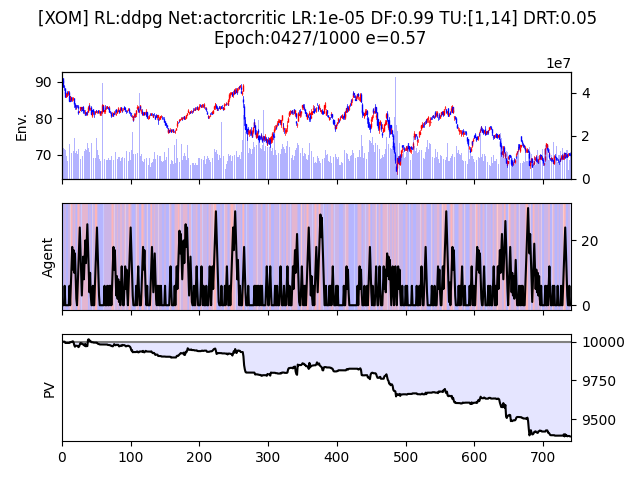 [XOM] RL:ddpg Net:actorcritic LR:1e-05 DF:0.99 TU:[1,14] DRT:0.05
Epoch:0427/1000 e=0.57
1e7
90
80
70
Env.
4
2
0
Agent
20
0
PV
10000
9750
9500
0 100 200 300 400 500 600 700